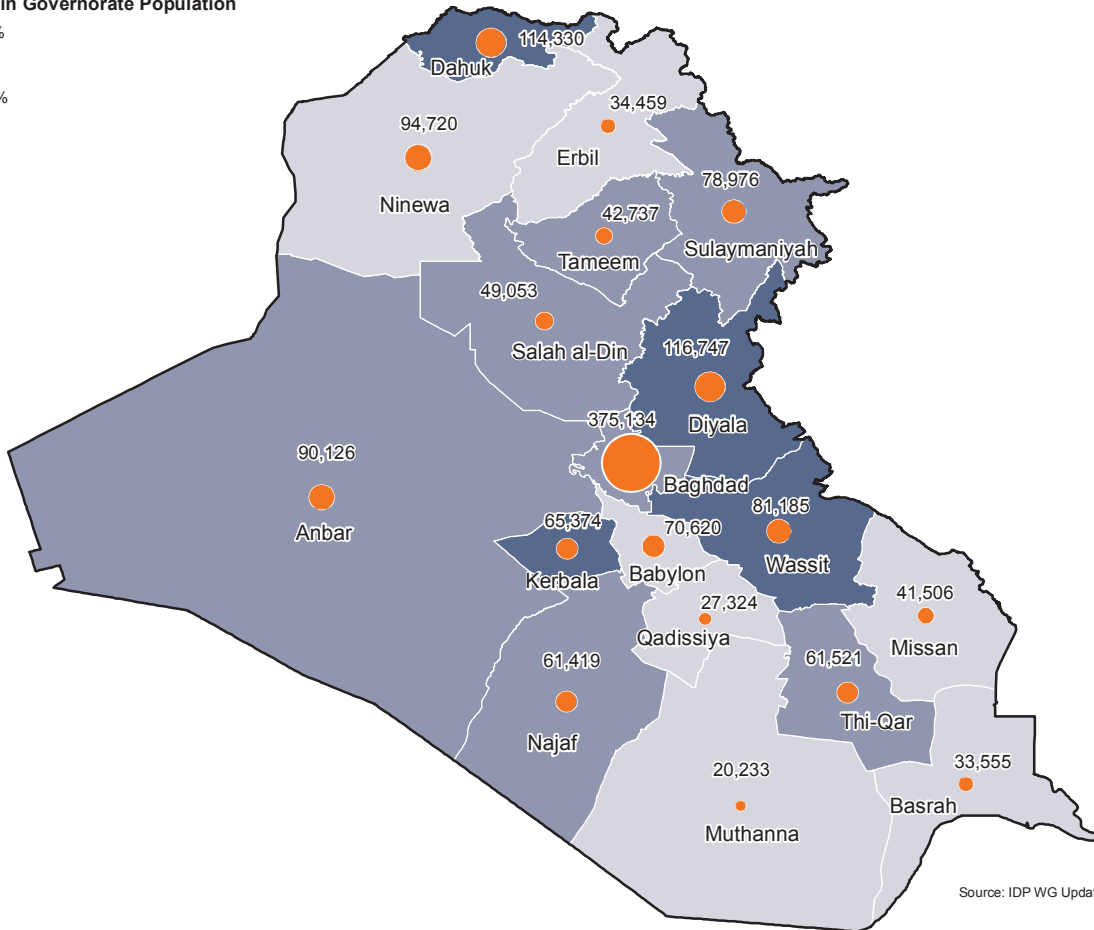 in Governorate Population
%
%
114,330
Dahuk
34,459
Erbil
94,720
Ninewa
78,976
Sulaymaniyah
42,737
Tameem
49,053
Salah al-Din
116,747
Diyala
375,134
Baghdad
90,126
Anbar
65,374
Kerbala
70,620
Babylon
81,185
Wassit
27,324
Qadissiya
41,506
Missan
61,419
Najaf
61,521
Thi-Qar
20,233
Muthanna
33,555
Basrah
Source: IDP WG Updat